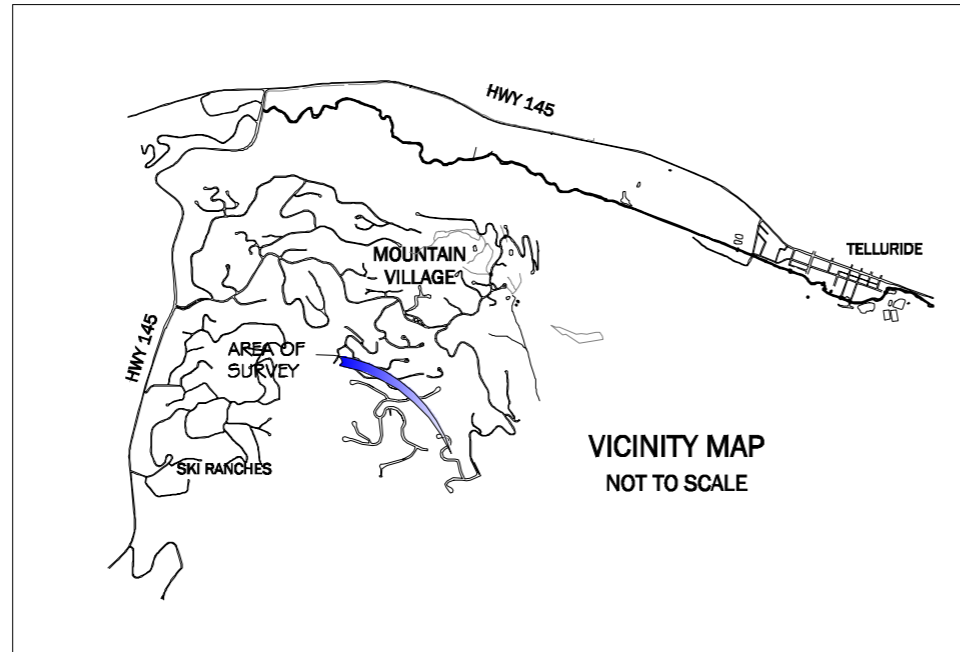 HWY 145
TELLURIDE
MOUNTAIN
VILLAGE
HWY 145
AREA OF
SURVEY
VICINITY MAP
NOT TO SCALE
SKI RANCHES